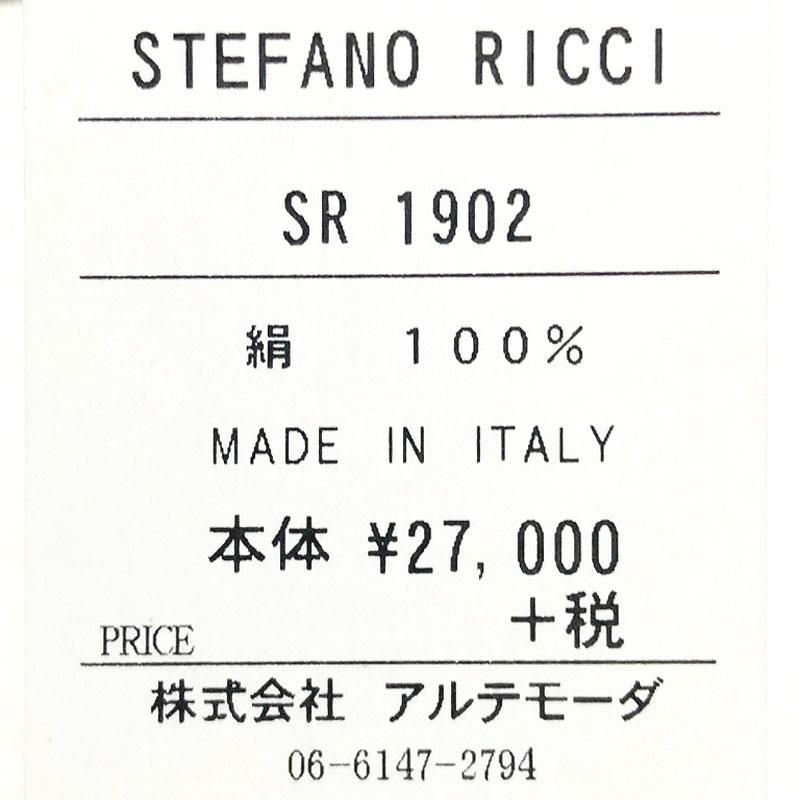 STEFANO RICCI
SR 1902
絹 １００％
MADE IN ITALY
本体 ¥27,000
+税
PRICE
株式会社 アルテモーダ
06-6147-2794